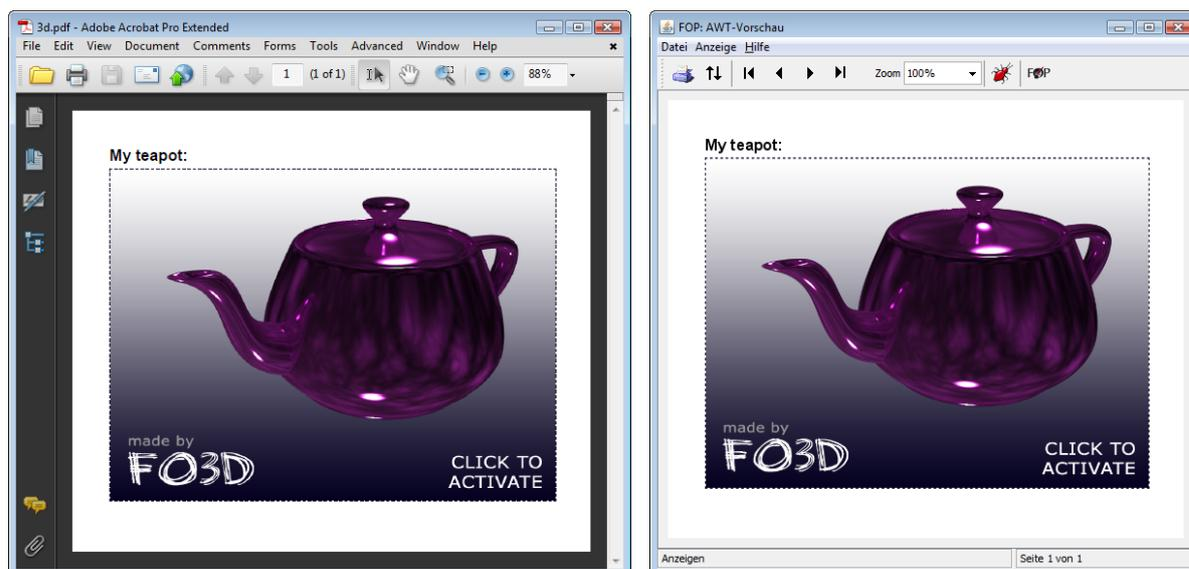 3d.pdf - Adobe Acrobat Pro Extended
File Edit View Document Comments Forms Tools Advanced Window Help
1 (1 of 1) 88%
My teapot:
made by
FO3D
CLICK TO
ACTIVATE
FOP: AWT-Vorschau
Datei Anzeige Hilfe
Zoom 100% FOP
My teapot:
made by
FO3D
CLICK TO
ACTIVATE
Anzeigen Seite 1 von 1